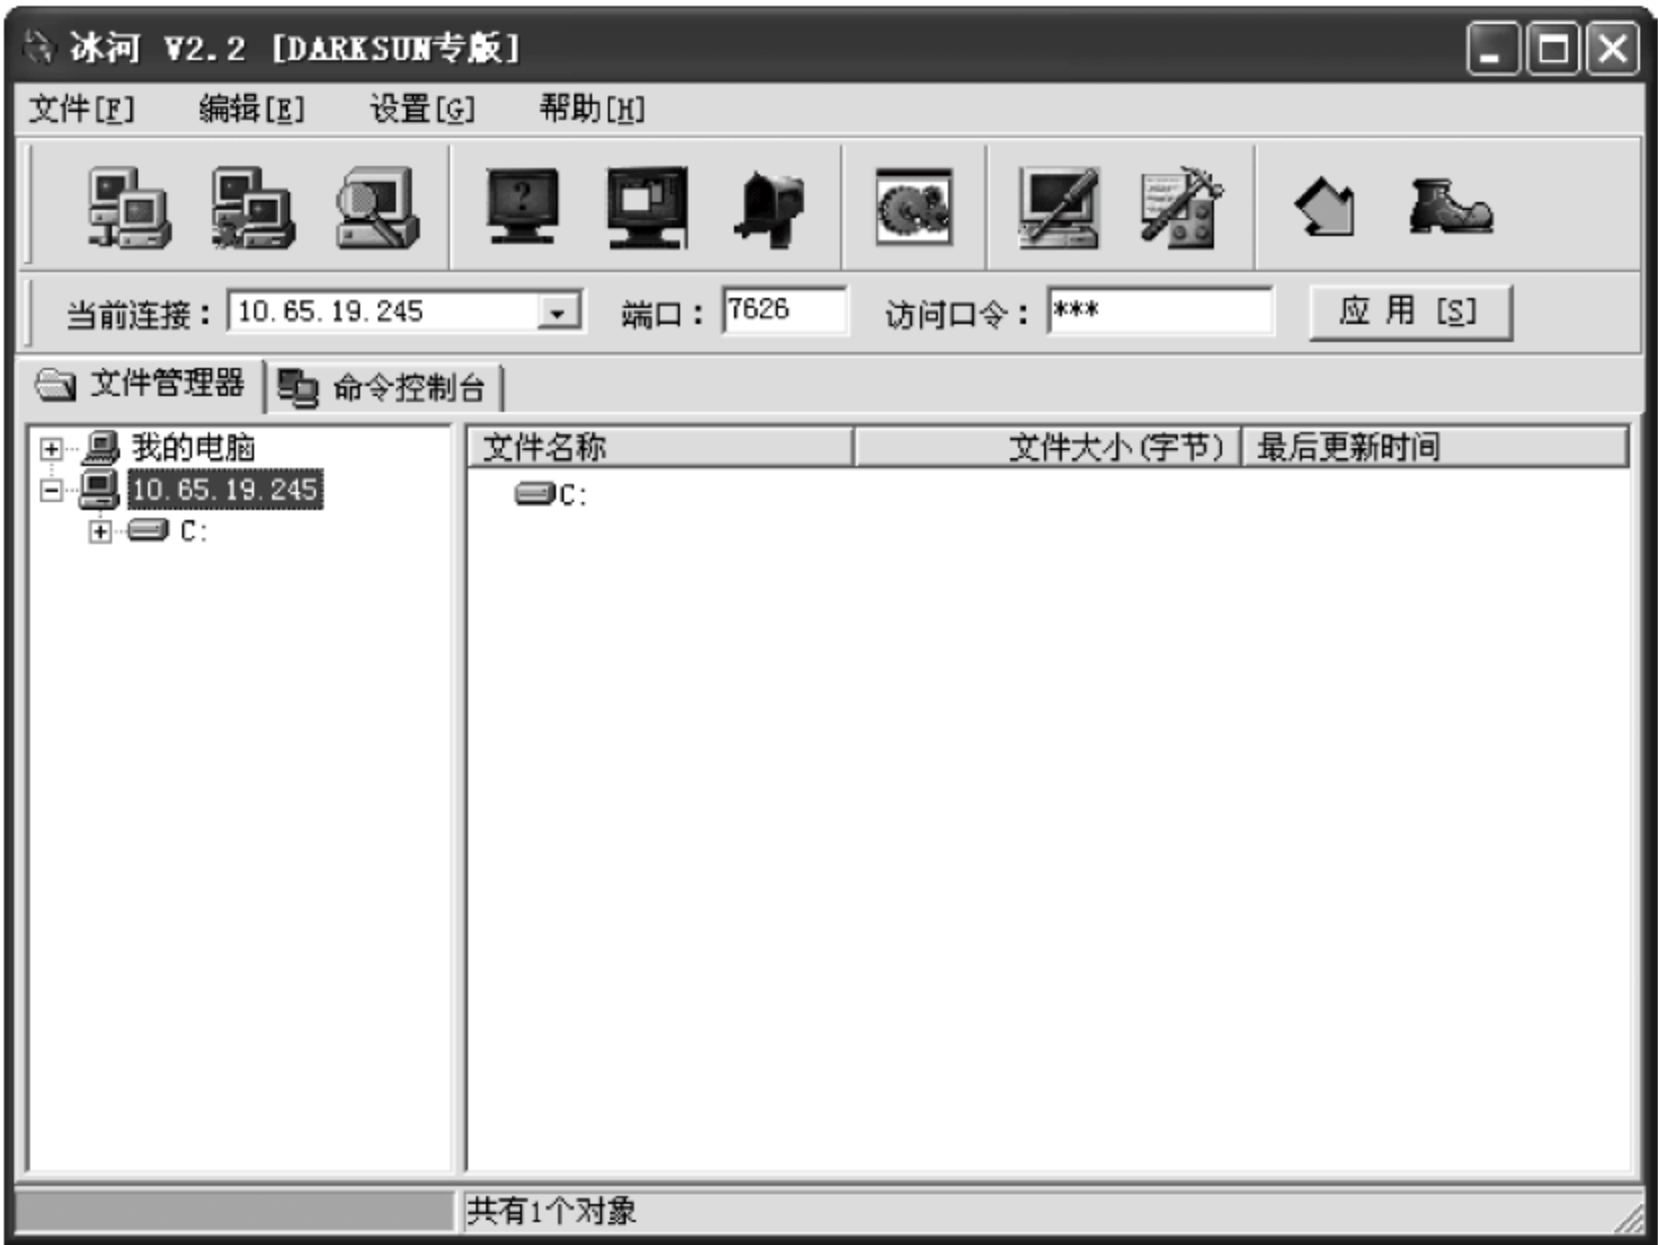 冰河 V2.2 [DARKSUN专版]
文件[F] 编辑[E] 设置[G] 帮助[H]
?
当前连接： 10.65.19.245 端口： 7626 访问口令： *** 应 用 [S]
文件管理器 命令控制台
我的电脑 文件名称 文件大小(字节) 最后更新时间
10.65.19.245 C:
C:
共有1个对象